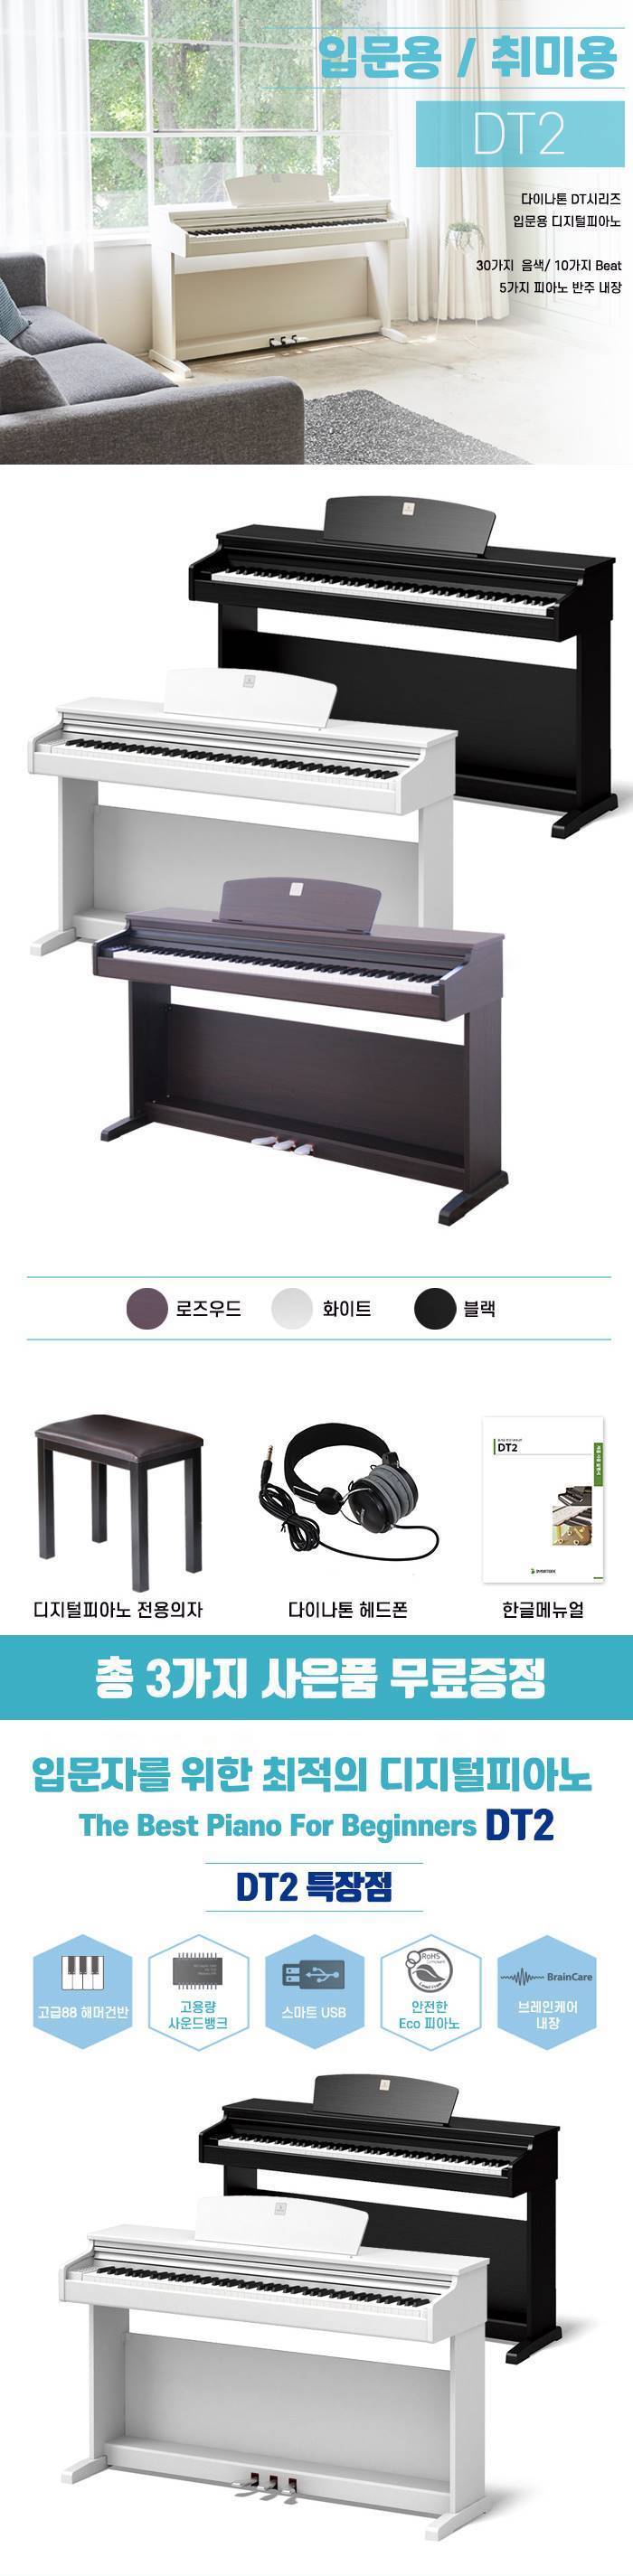 입문용 / 취미용
DT2
다이나톤 DT시리즈
입문용 디지털피아노
30가지 음색/ 10가지 Beat
5가지 피아노 반주 내장
로즈우드 화이트 블랙
DT2
디지털피아노 전용의자 다이나톤 헤드폰 한글메뉴얼
총 3가지 사은품 무료증정
입문자를 위한 최적의 디지털피아노
The Best Piano For Beginners DT2
DT2 특장점
고급88 해머건반
고용량
사운드뱅크
스마트 USB
RoHS
안전한
Eco 피아노
BrainCare
브레인케어
내장